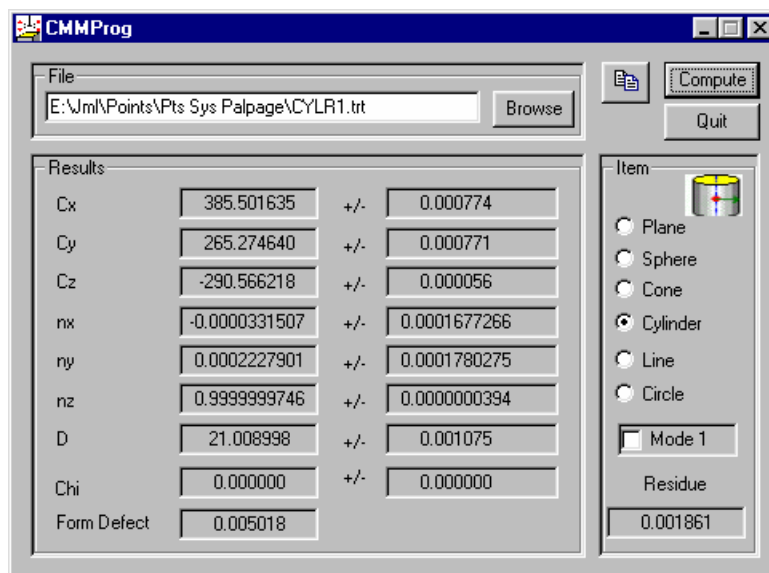 CMMProg
File
E:\Jml\Points\Pts Sys Palpage\CYLR1.trt
Browse
Compute
Quit
Results
Cx 385.501635 +/- 0.000774
Cy 265.274640 +/- 0.000771
Cz -290.566218 +/- 0.000056
nx -0.0000331507 +/- 0.0001677266
ny 0.0002227901 +/- 0.0001780275
nz 0.9999999746 +/- 0.0000000394
D 21.008998 +/- 0.001075
Chi 0.000000 +/- 0.000000
Form Defect 0.005018
Item
Plane
Sphere
Cone
Cylinder
Line
Circle
Mode 1
Residue
0.001861